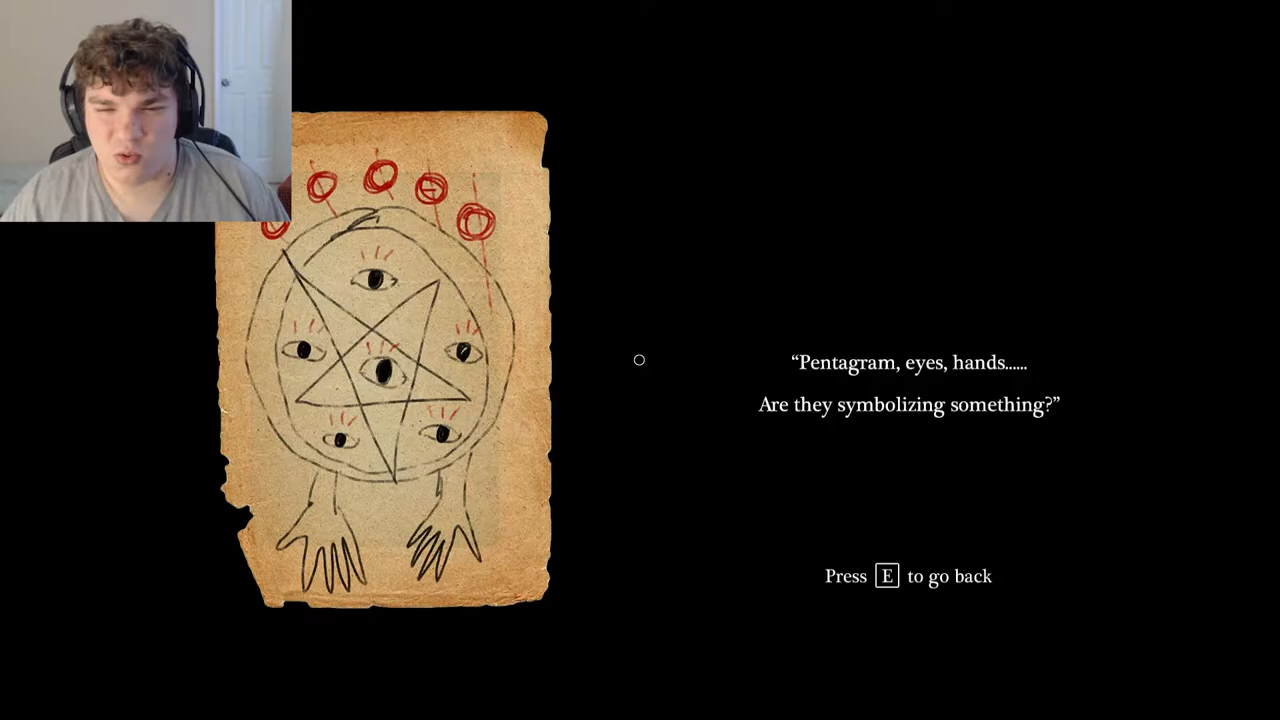 “Pentagram, eyes, hands......
Are they symbolizing something?”
Press E to go back